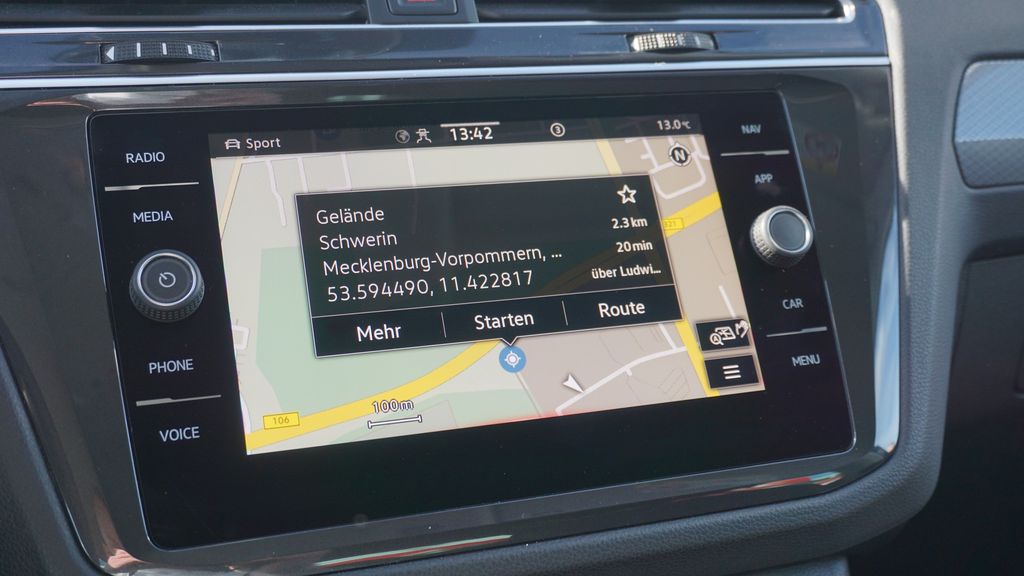 RADIO
MEDIA
PHONE
VOICE
Sport
13:42
3
13.0°C
N
Gelände
Schwerin
Mecklenburg-Vorpommern, ...
53.594490, 11.422817
2.3 km
20 min
über Ludwi...
Mehr
Starten
Route
106
100m
NAV
APP
CAR
MENU